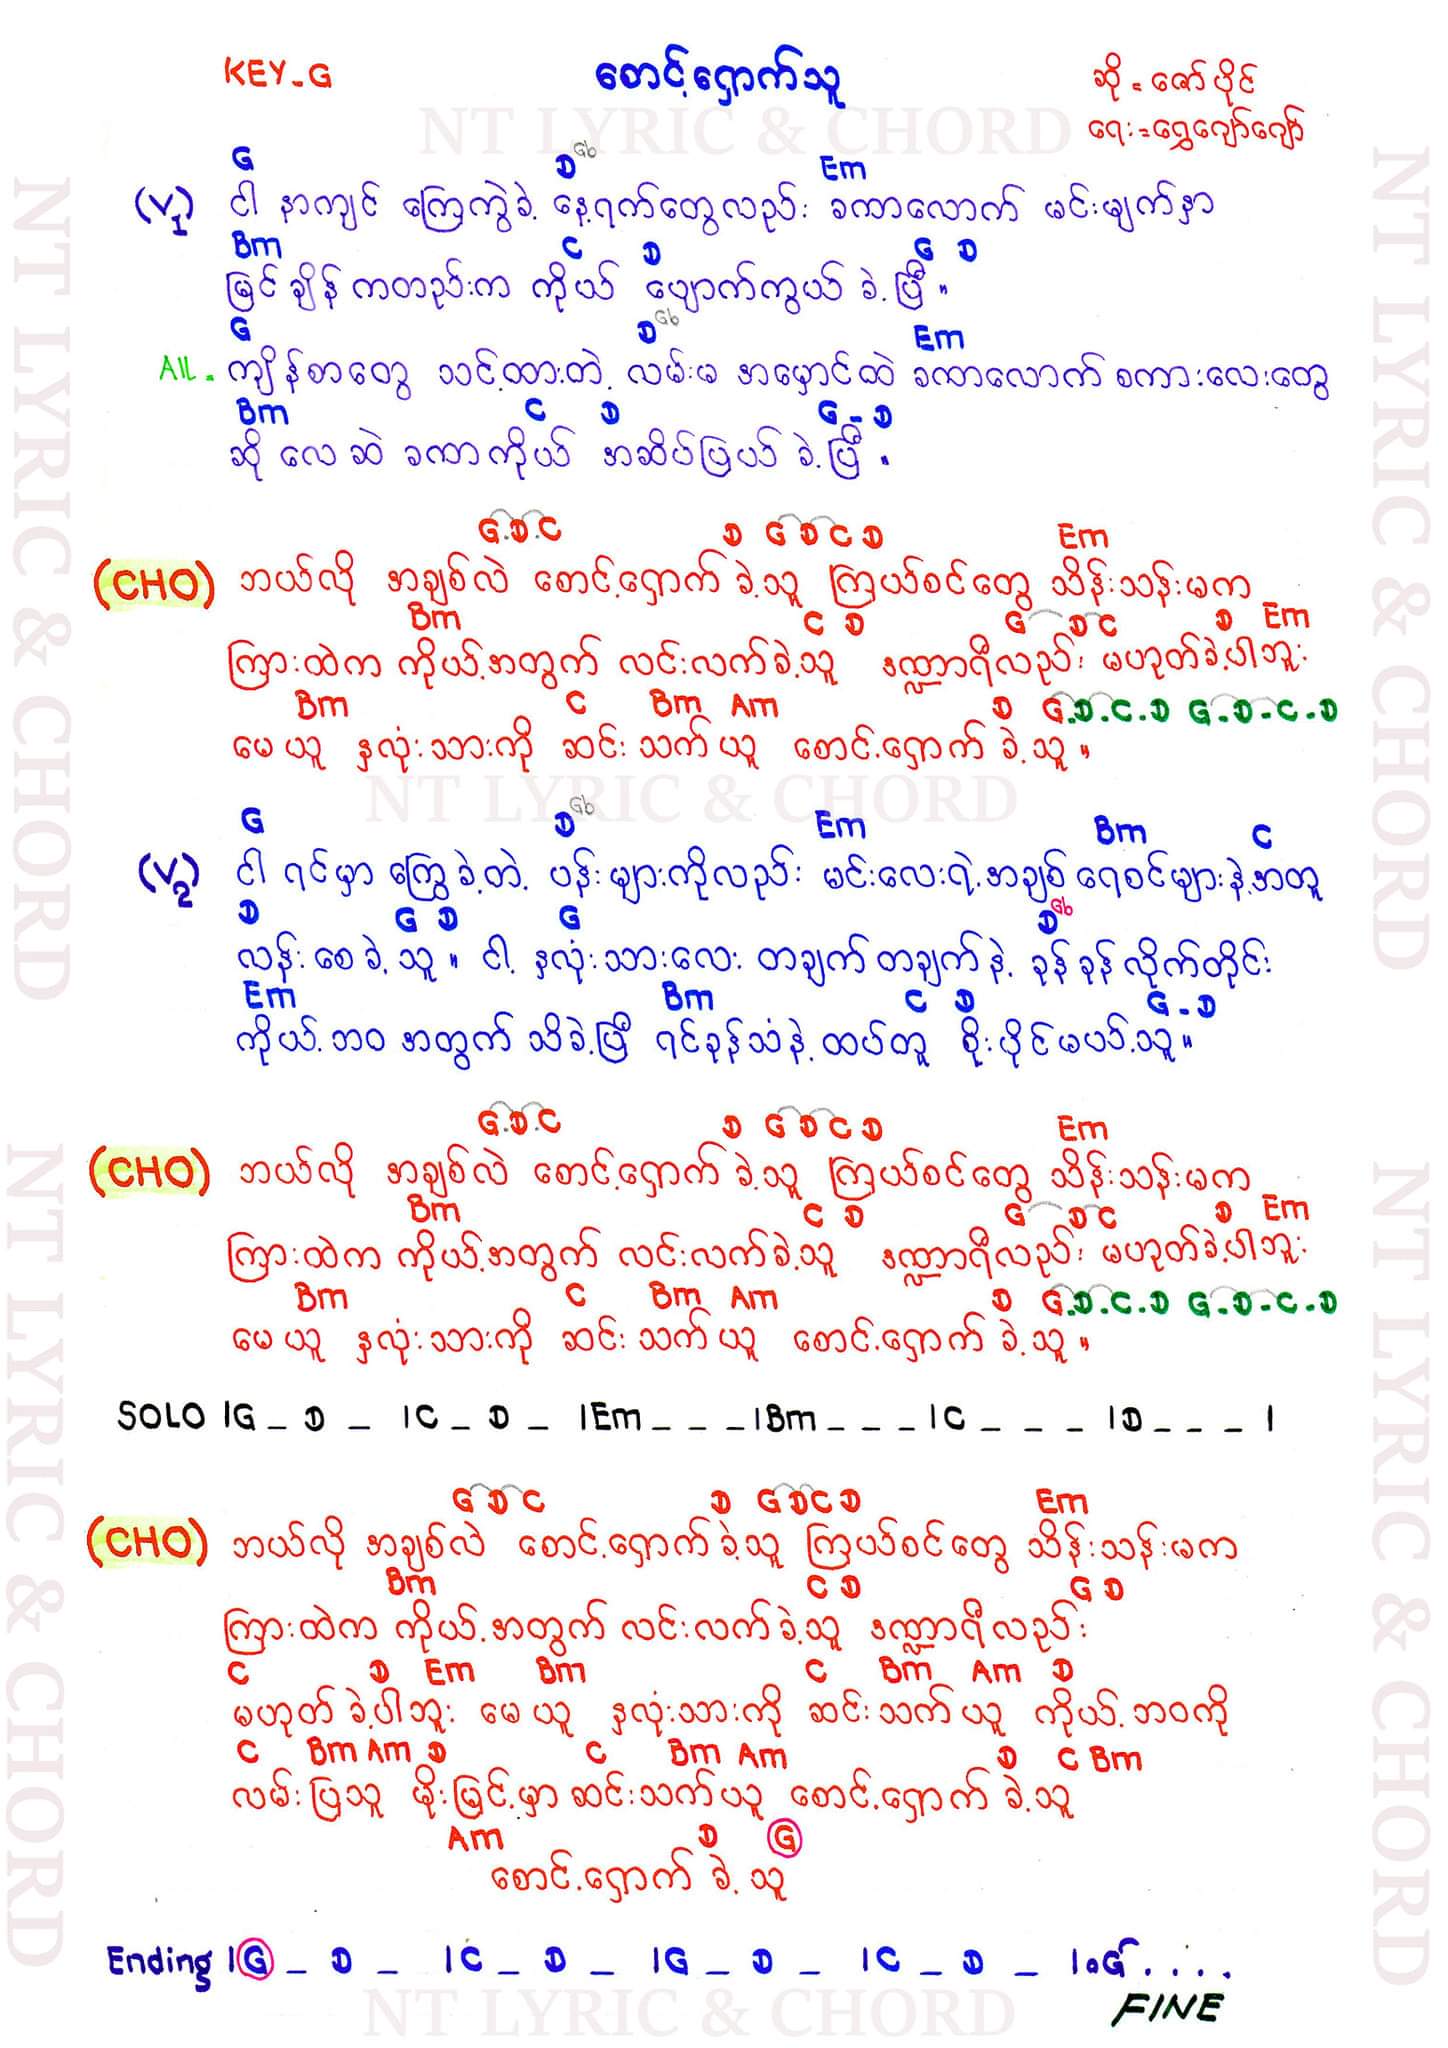 KEY-G စောင့်ရှောက်သူ ဆို = ဇော်ပိုင်
NT LYRIC & CHORD ရေး = ရွှေဂျော်ဂျော်
G D Gb Em
(V1) ငါ နာကျင် ကြေကွဲခဲ့ နေ့ရက်တွေလည်း ခဏလောက် မင်းမျက်နှာ
Bm C D G D
မြင်ချိန် ကတည်းက ကိုယ် ပျောက်ကွယ် ခဲ့ပြီ။
G D Gb Em
All - ကျိန်စာတွေ သင့်ထားတဲ့ လမ်းမ အမှောင်ထဲ ခဏလောက် စကားလေးတွေ
Bm C D G - D
ဆို လေ ဆဲ ခဏကိုယ် အဆိပ်ပြယ် ခဲ့ပြီ။
G.D.C D G D C D Em
(CHO) ဘယ်လို အချစ်လဲ စောင့်ရှောက် ခဲ့သူ ကြယ်စင်တွေ သိန်းသန်းမက
Bm C D G D C D Em
ကြားထဲက ကိုယ့်အတွက် လင်းလက်ခဲ့သူ ဒဏ္ဍာရီလည်း မဟုတ်ခဲ့ပါဘူး
Bm C Bm Am D G.D.C.D G.D-C-D
မေ ယူ နှလုံးသားကို ဆင်း သက် ယူ စောင့်ရှောက် ခဲ့သူ။
NT LYRIC & CHORD
G D Gb Em Bm C
(V2) ငါ ရင်မှာ ကြွေခဲ့တဲ့ ပန်းများကိုလည်း မင်းလေးရဲ့အချစ် ရေစင်များနဲ့အတူ
D G D G D Gb
လန်း စေ ခဲ့ သူ။ ငါ့ နှလုံးသားလေး တချက် တချက်နဲ့ ခုန် ခုန် လိုက်တိုင်း
Em Bm C D G - D
ကိုယ့် ဘဝ အတွက် သိခဲ့ပြီ ရင်ခုန်သံနဲ့ ထပ်တူ စိုးပိုင်မယ့်သူ။
G.D.C D G D C D Em
(CHO) ဘယ်လို အချစ်လဲ စောင့်ရှောက် ခဲ့သူ ကြယ်စင်တွေ သိန်းသန်းမက
Bm C D G D C D Em
ကြားထဲက ကိုယ့်အတွက် လင်းလက်ခဲ့သူ ဒဏ္ဍာရီလည်း မဟုတ်ခဲ့ပါဘူး
Bm C Bm Am D G.D.C.D G.D-C-D
မေ ယူ နှလုံးသားကို ဆင်း သက် ယူ စောင့်ရှောက် ခဲ့သူ။
SOLO |G _ D _ |C _ D _ |Em _ _ _ |Bm _ _ _ |C _ _ _ |D _ _ _ |
G D C D G D C D Em
(CHO) ဘယ်လို အချစ်လဲ စောင့်ရှောက် ခဲ့သူ ကြယ်စင်တွေ သိန်းသန်းမက
Bm C D G D
ကြားထဲက ကိုယ့်အတွက် လင်းလက်ခဲ့သူ ဒဏ္ဍာရီလည်း
C D Em Bm C Bm Am D
မဟုတ် ခဲ့ပါဘူး မေ ယူ နှလုံးသားကို ဆင်းသက် ယူ ကိုယ့် ဘဝကို
C Bm Am D C Bm Am D C Bm
လမ်းပြသူ မိုးမြင့်မှာ ဆင်းသက်ယူ စောင့်ရှောက် ခဲ့သူ
Am D G
စောင့်ရှောက် ခဲ့ သူ
Ending |G _ D _ |C _ D _ |G _ D _ |C _ D _ |.G . . . .
NT LYRIC & CHORD FINE
NT LYRIC & CHORD
NT LYRIC & CHORD
NT LYRIC & CHORD
NT LYRIC & CHORD